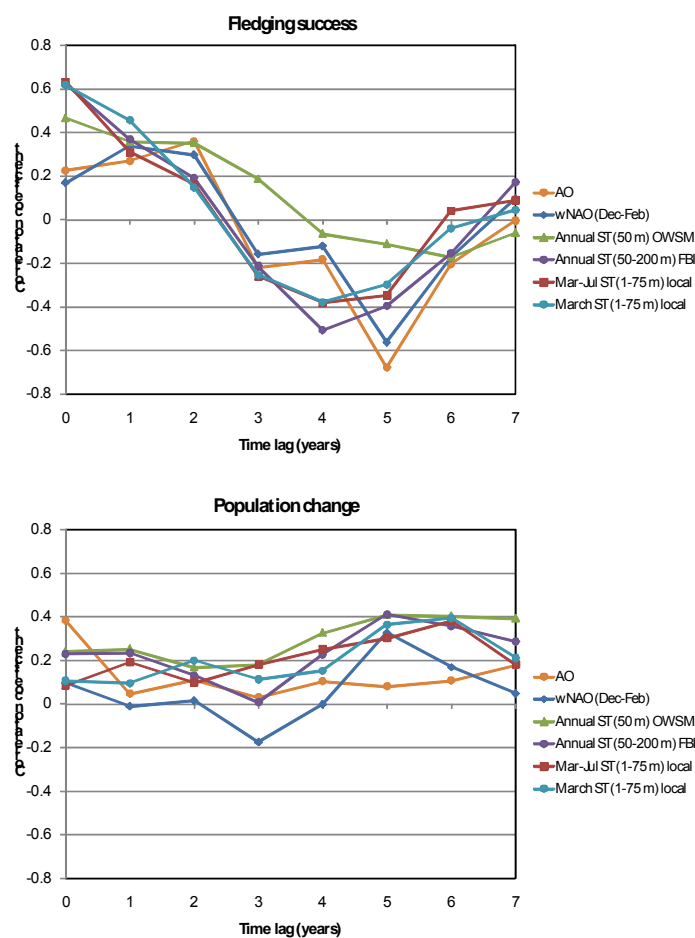 Fledging success
0.8
0.6
0.4
0.2
0
-0.2
-0.4
-0.6
-0.8
0 1 2 3 4 5 6 7
Time lag (years)
AO
wNAO (Dec-Feb)
Annual ST (50 m) OWSM
Annual ST (50-200 m) FBI
Mar-Jul ST (1-75 m) local
March ST (1-75 m) local
Population change
0.8
0.6
0.4
0.2
0
-0.2
-0.4
-0.6
-0.8
0 1 2 3 4 5 6 7
Time lag (years)
AO
wNAO (Dec-Feb)
Annual ST (50 m) OWSM
Annual ST (50-200 m) FBI
Mar-Jul ST (1-75 m) local
March ST (1-75 m) local